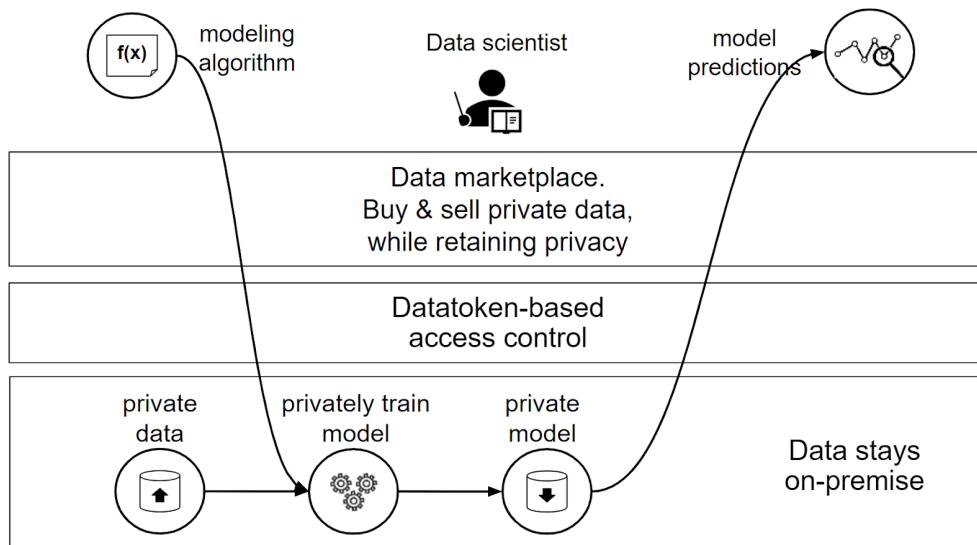 f(x)
modeling
algorithm
Data scientist
model
predictions
Data marketplace.
Buy & sell private data,
while retaining privacy
Datatoken-based
access control
private
data
privately train
model
private
model
Data stays
on-premise